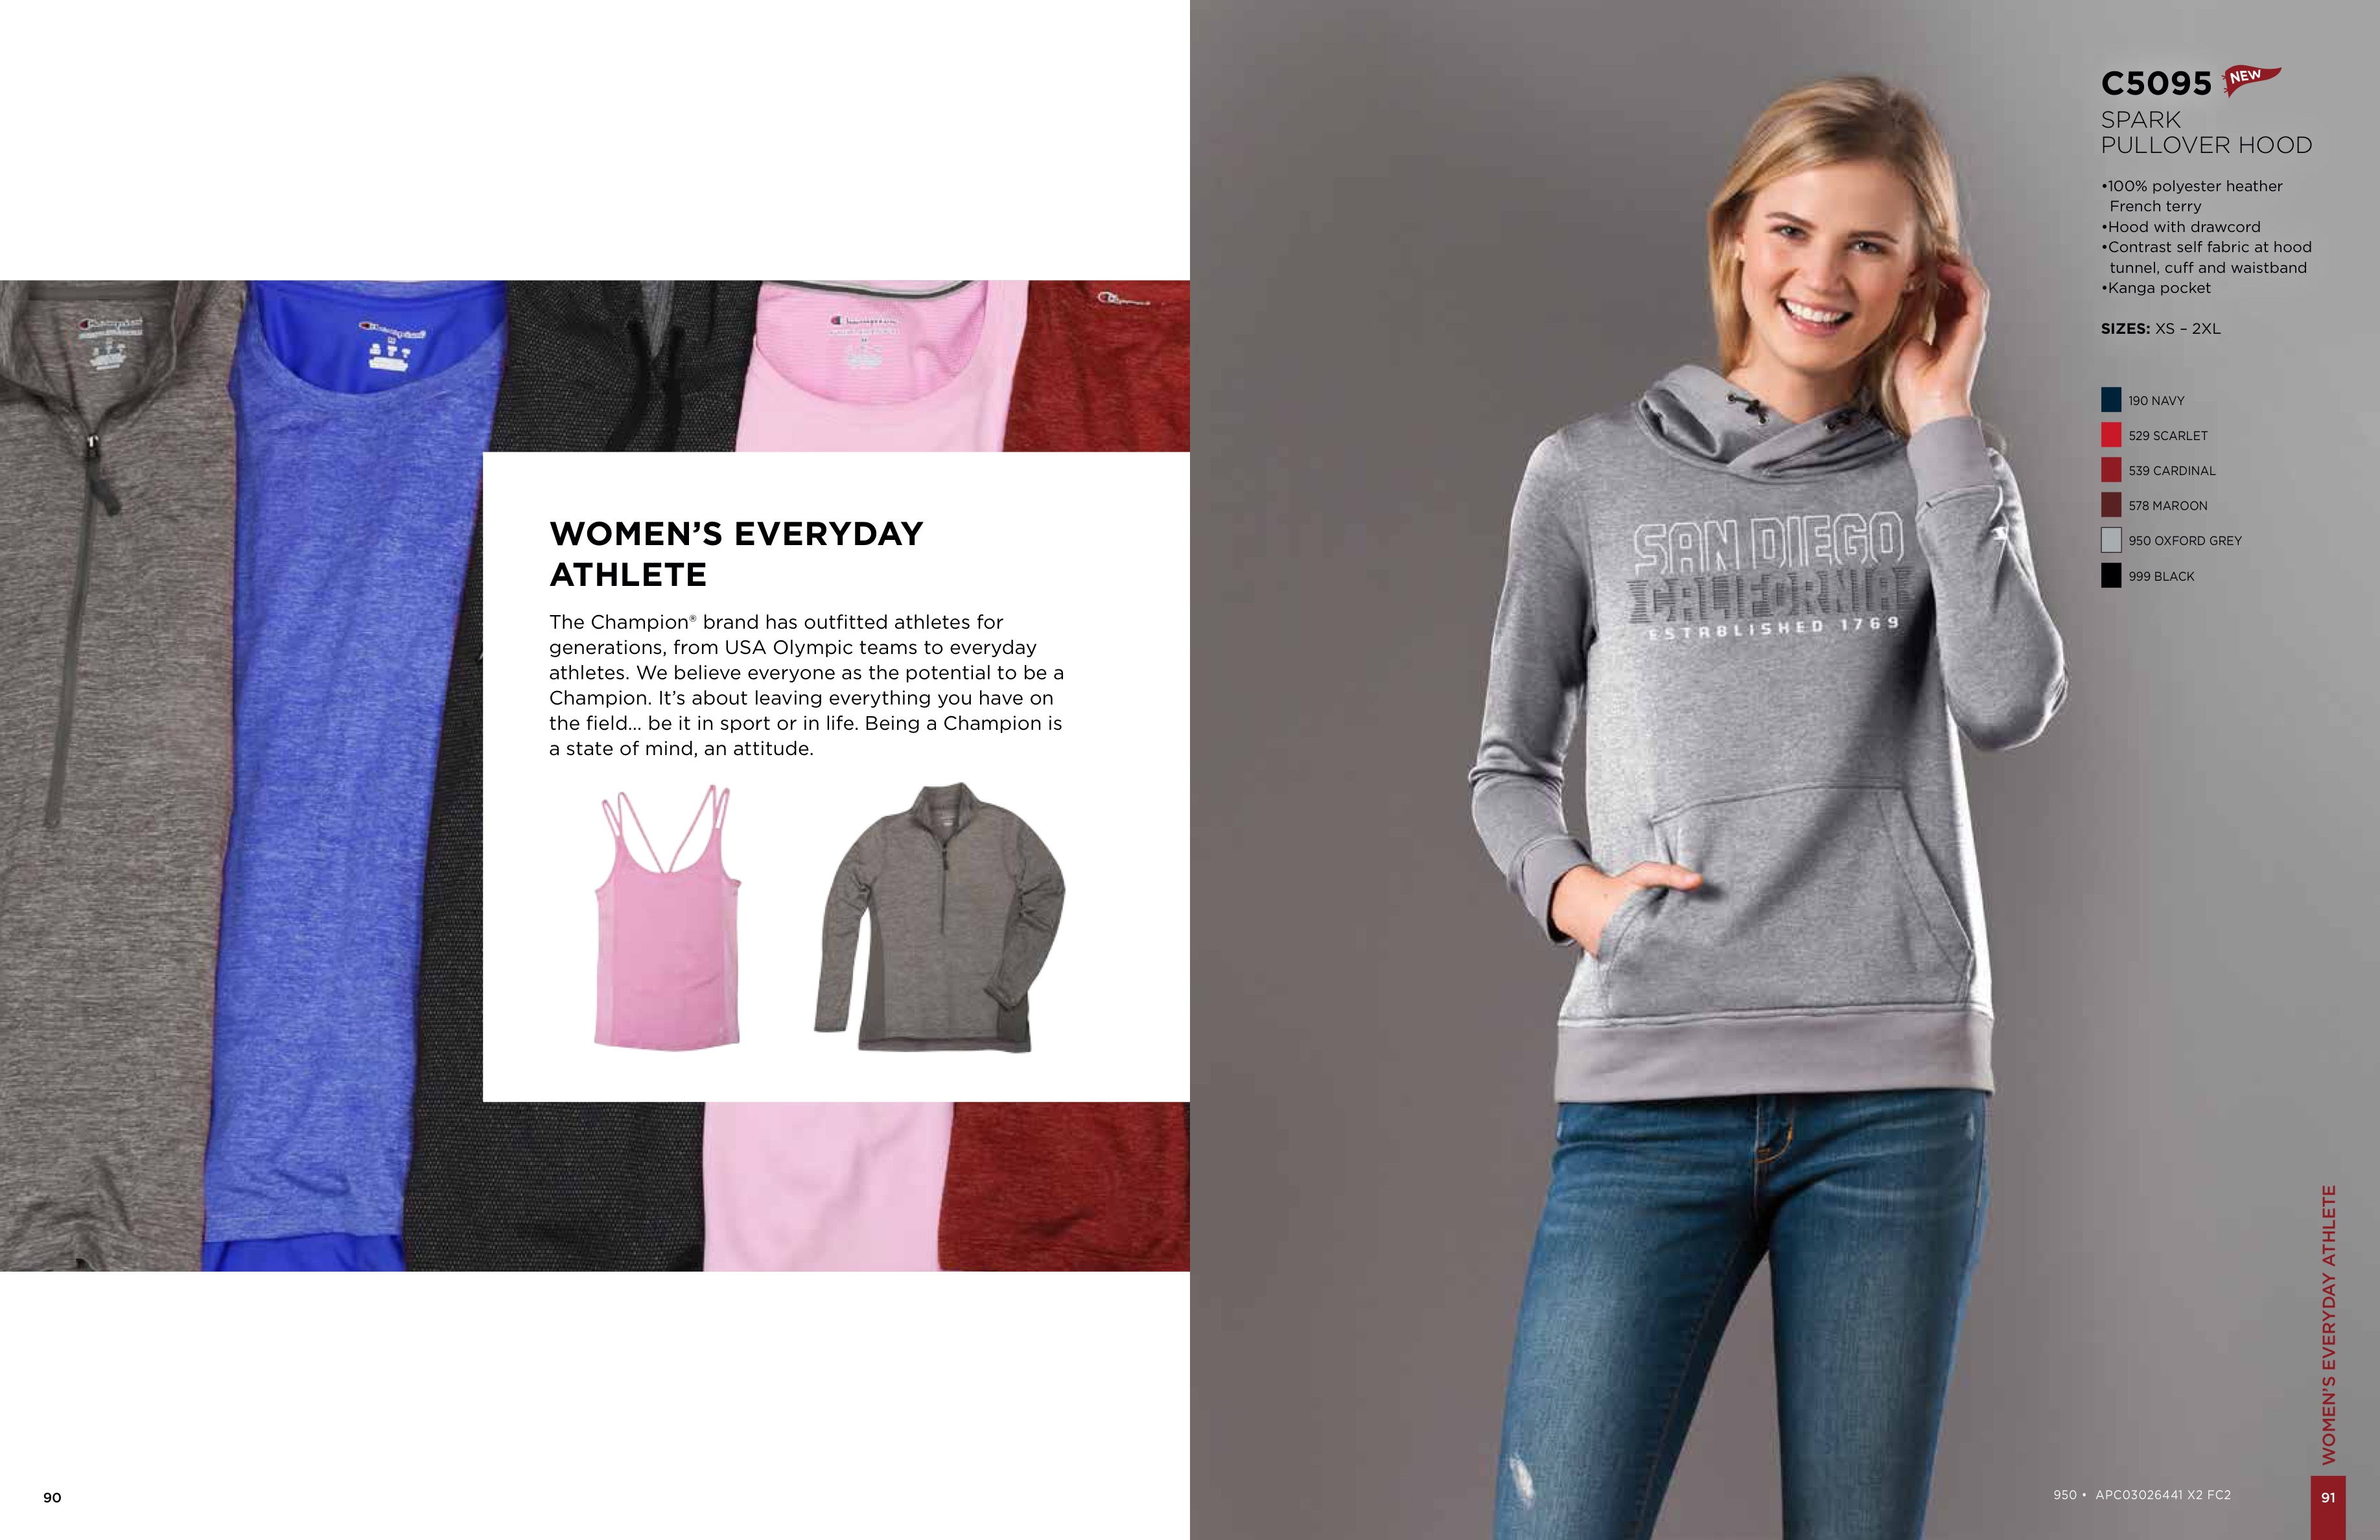 Champion
Champion
Champion
Champion
WOMEN’S EVERYDAY
ATHLETE
The Champion® brand has outfitted athletes for
generations, from USA Olympic teams to everyday
athletes. We believe everyone as the potential to be a
Champion. It’s about leaving everything you have on
the field... be it in sport or in life. Being a Champion is
a state of mind, an attitude.
90
SAN DIEGO
CALIFORNIA
ESTABLISHED 1769
C5095 NEW
SPARK
PULLOVER HOOD
•100% polyester heather
French terry
•Hood with drawcord
•Contrast self fabric at hood
tunnel, cuff and waistband
•Kanga pocket
SIZES: XS – 2XL
190 NAVY
529 SCARLET
539 CARDINAL
578 MAROON
950 OXFORD GREY
999 BLACK
WOMEN’S EVERYDAY ATHLETE
950 • APC03026441 X2 FC2
91